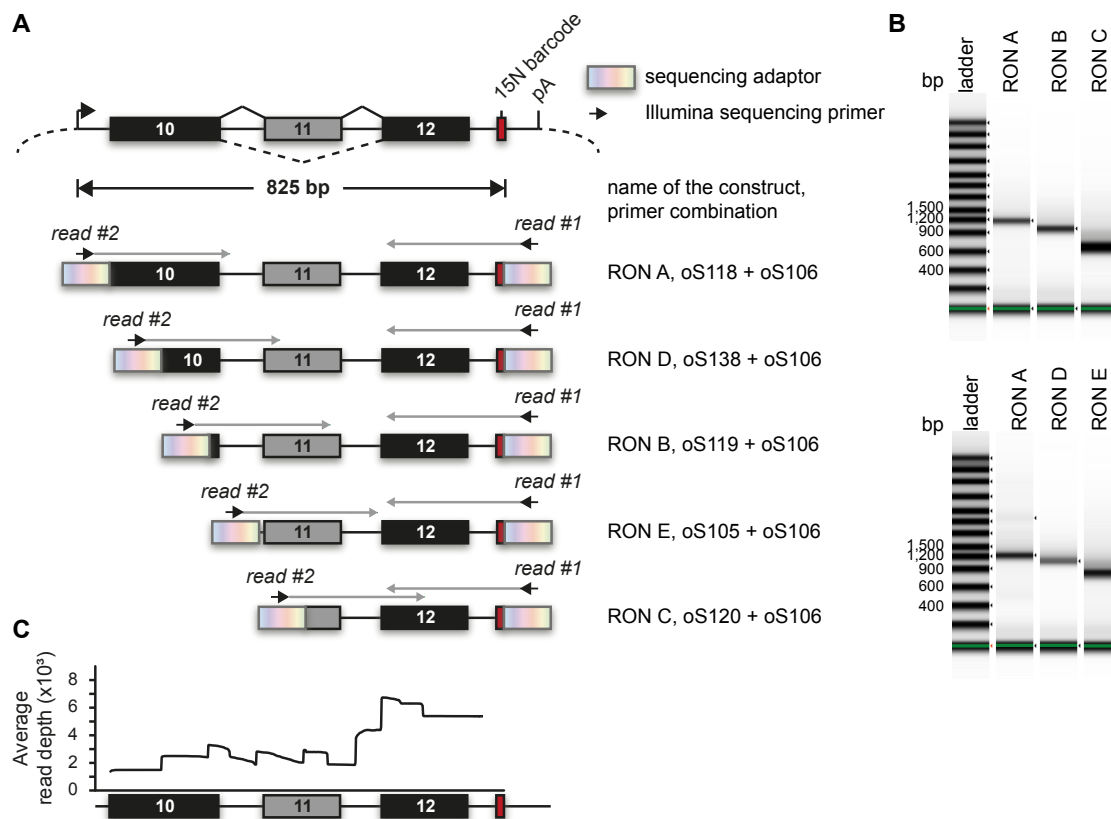 A
15N barcode
pA
sequencing adaptor
Illumina sequencing primer
10
11
12
825 bp
name of the construct,
primer combination
read #2
read #1
10
11
12
RON A, oS118 + oS106
read #2
read #1
10
11
12
RON D, oS138 + oS106
read #2
read #1
11
12
RON B, oS119 + oS106
read #2
read #1
11
12
RON E, oS105 + oS106
read #2
read #1
12
RON C, oS120 + oS106
B
bp
ladder
RON A
RON B
RON C
1,500
1,200
900
600
400
bp
ladder
RON A
RON D
RON E
1,500
1,200
900
600
400
C
Average
read depth (x10³)
8
6
4
2
0
10
11
12